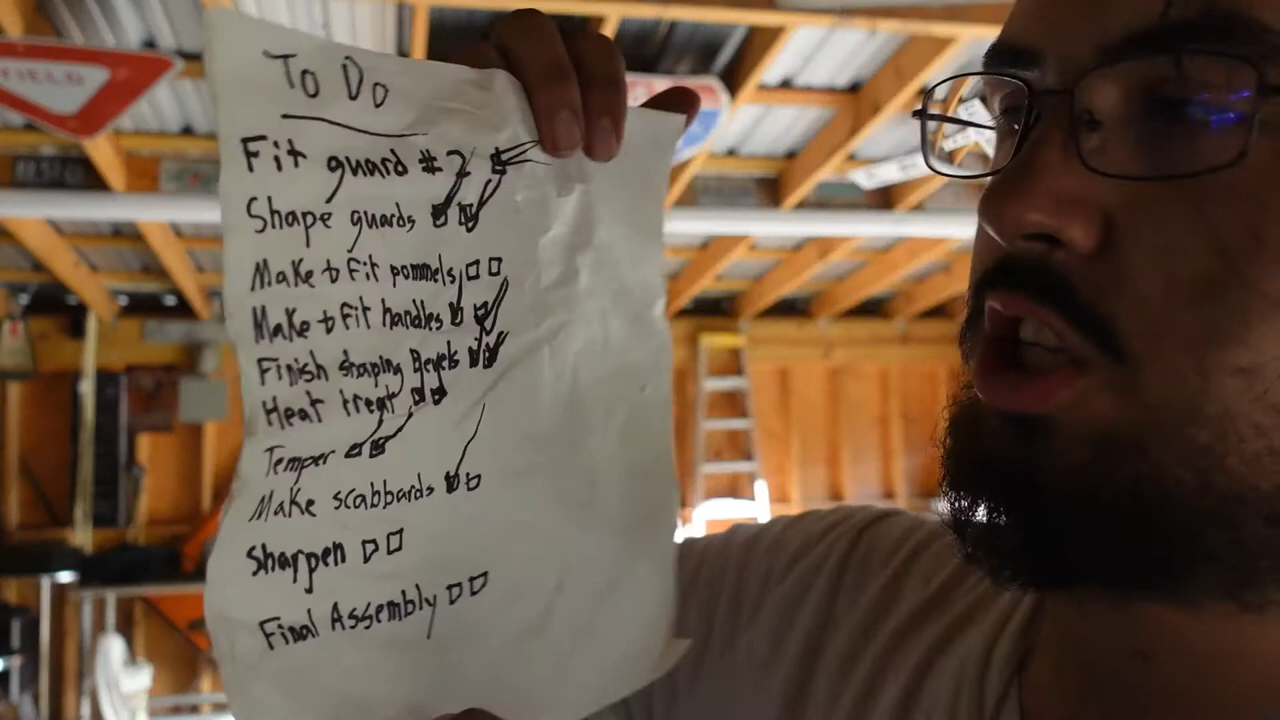 To Do
Fit guard #2
Shape guards
Make + Fit pommels
Make + Fit handles
Finish shaping Bevels
Heat treat
Temper
Make scabbards
Sharpen
Final Assembly